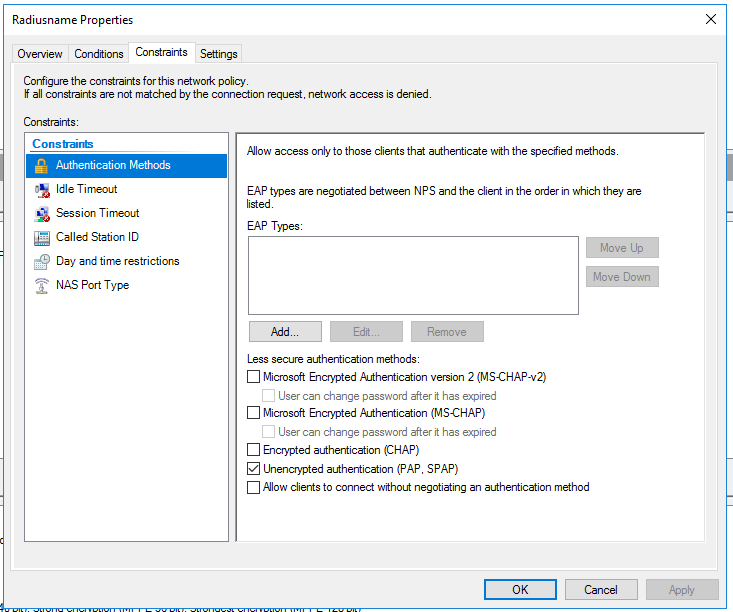 Radiusname Properties
Overview
Conditions
Constraints
Settings
Configure the constraints for this network policy.
If all constraints are not matched by the connection request, network access is denied.
Constraints:
Constraints
Authentication Methods
Idle Timeout
Session Timeout
Called Station ID
Day and time restrictions
NAS Port Type
Allow access only to those clients that authenticate with the specified methods.
EAP types are negotiated between NPS and the client in the order in which they are
listed.
EAP Types:
Move Up
Move Down
Add...
Edit...
Remove
Less secure authentication methods:
Microsoft Encrypted Authentication version 2 (MS-CHAP-v2)
User can change password after it has expired
Microsoft Encrypted Authentication (MS-CHAP)
User can change password after it has expired
Encrypted authentication (CHAP)
Unencrypted authentication (PAP, SPAP)
Allow clients to connect without negotiating an authentication method
OK
Cancel
Apply